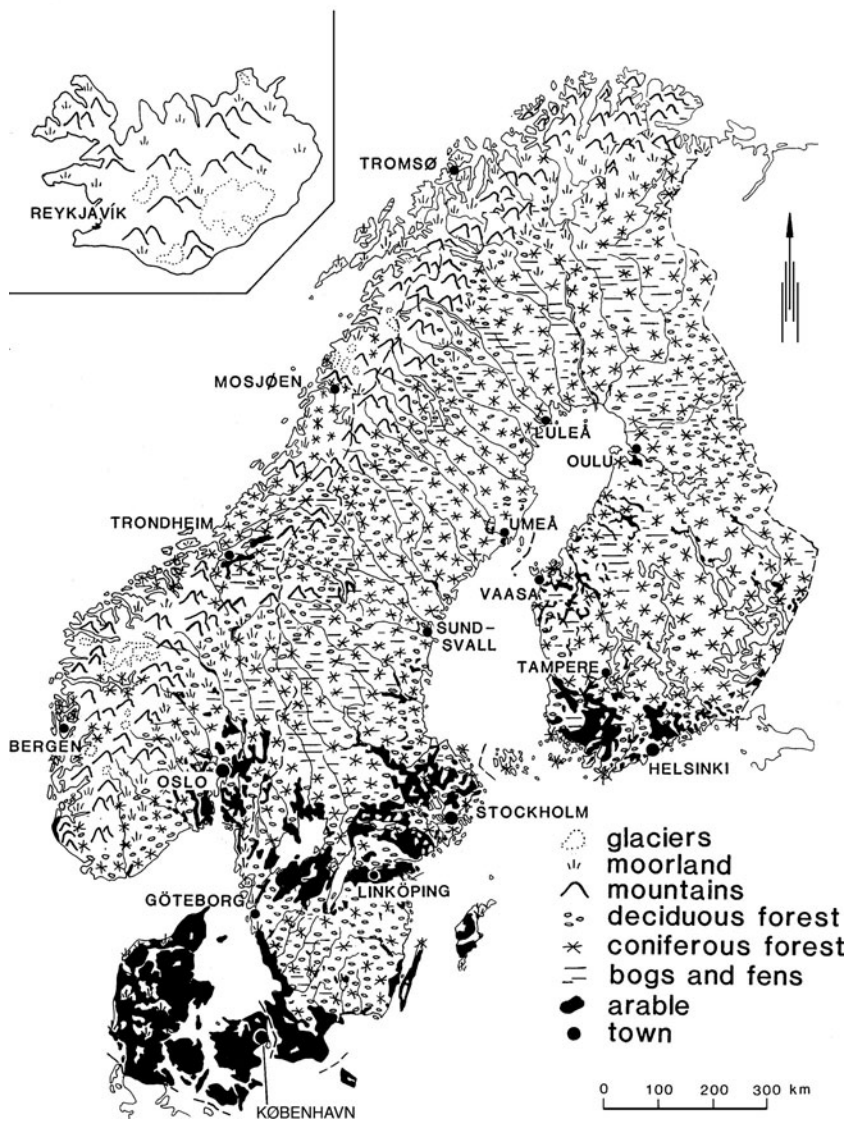 REYKJAVÍK
TROMSØ
MOSJØEN
LULEÅ
OULU
TRONDHEIM
UMEÅ
VAASA
SUND-
SVALL
TAMPERE
BERGEN
OSLO
HELSINKI
STOCKHOLM
LINKÖPING
GÖTEBORG
KØBENHAVN
glaciers
moorland
mountains
deciduous forest
coniferous forest
bogs and fens
arable
town
0 100 200 300 km